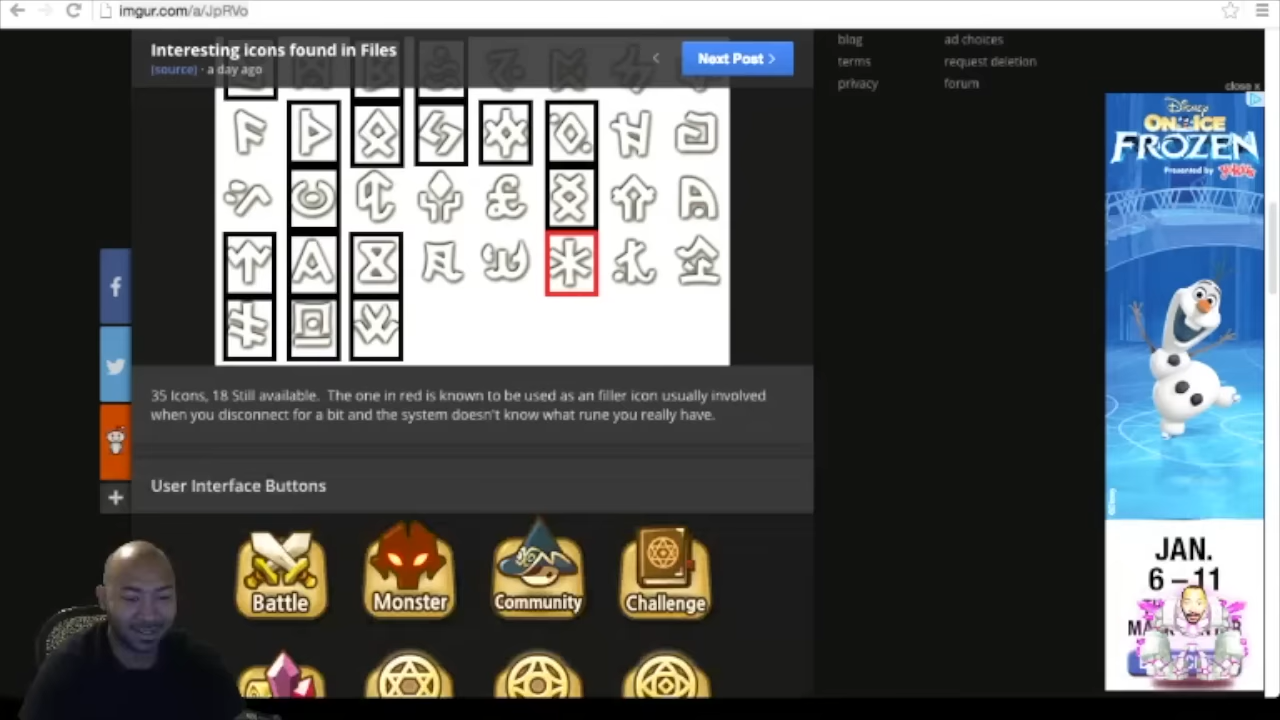 imgur.com/a/JpRVo
Interesting icons found in Files
[source] · a day ago
Next Post >
blog
ad choices
terms
request deletion
privacy
forum
close x
Disney
ON ICE
FROZEN
Presented by
35 Icons, 18 Still available. The one in red is known to be used as an filler icon usually involved
when you disconnect for a bit and the system doesn't know what rune you really have.
User Interface Buttons
Battle
Monster
Community
Challenge
JAN.
6 – 11